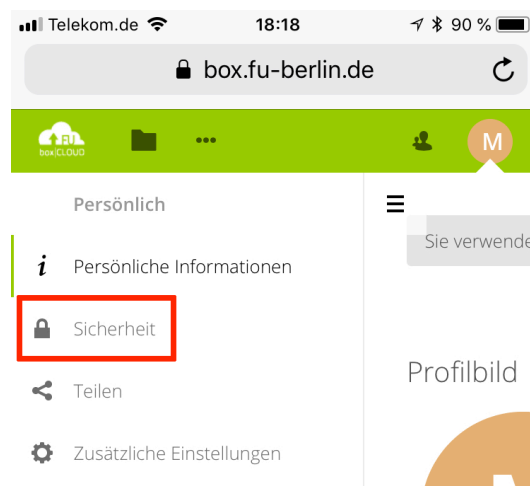 Telekom.de 18:18 90 %
box.fu-berlin.de
FU
box|CLOUD
M
Persönlich
Sie verwende
Persönliche Informationen
Sicherheit
Profilbild
Teilen
Zusätzliche Einstellungen